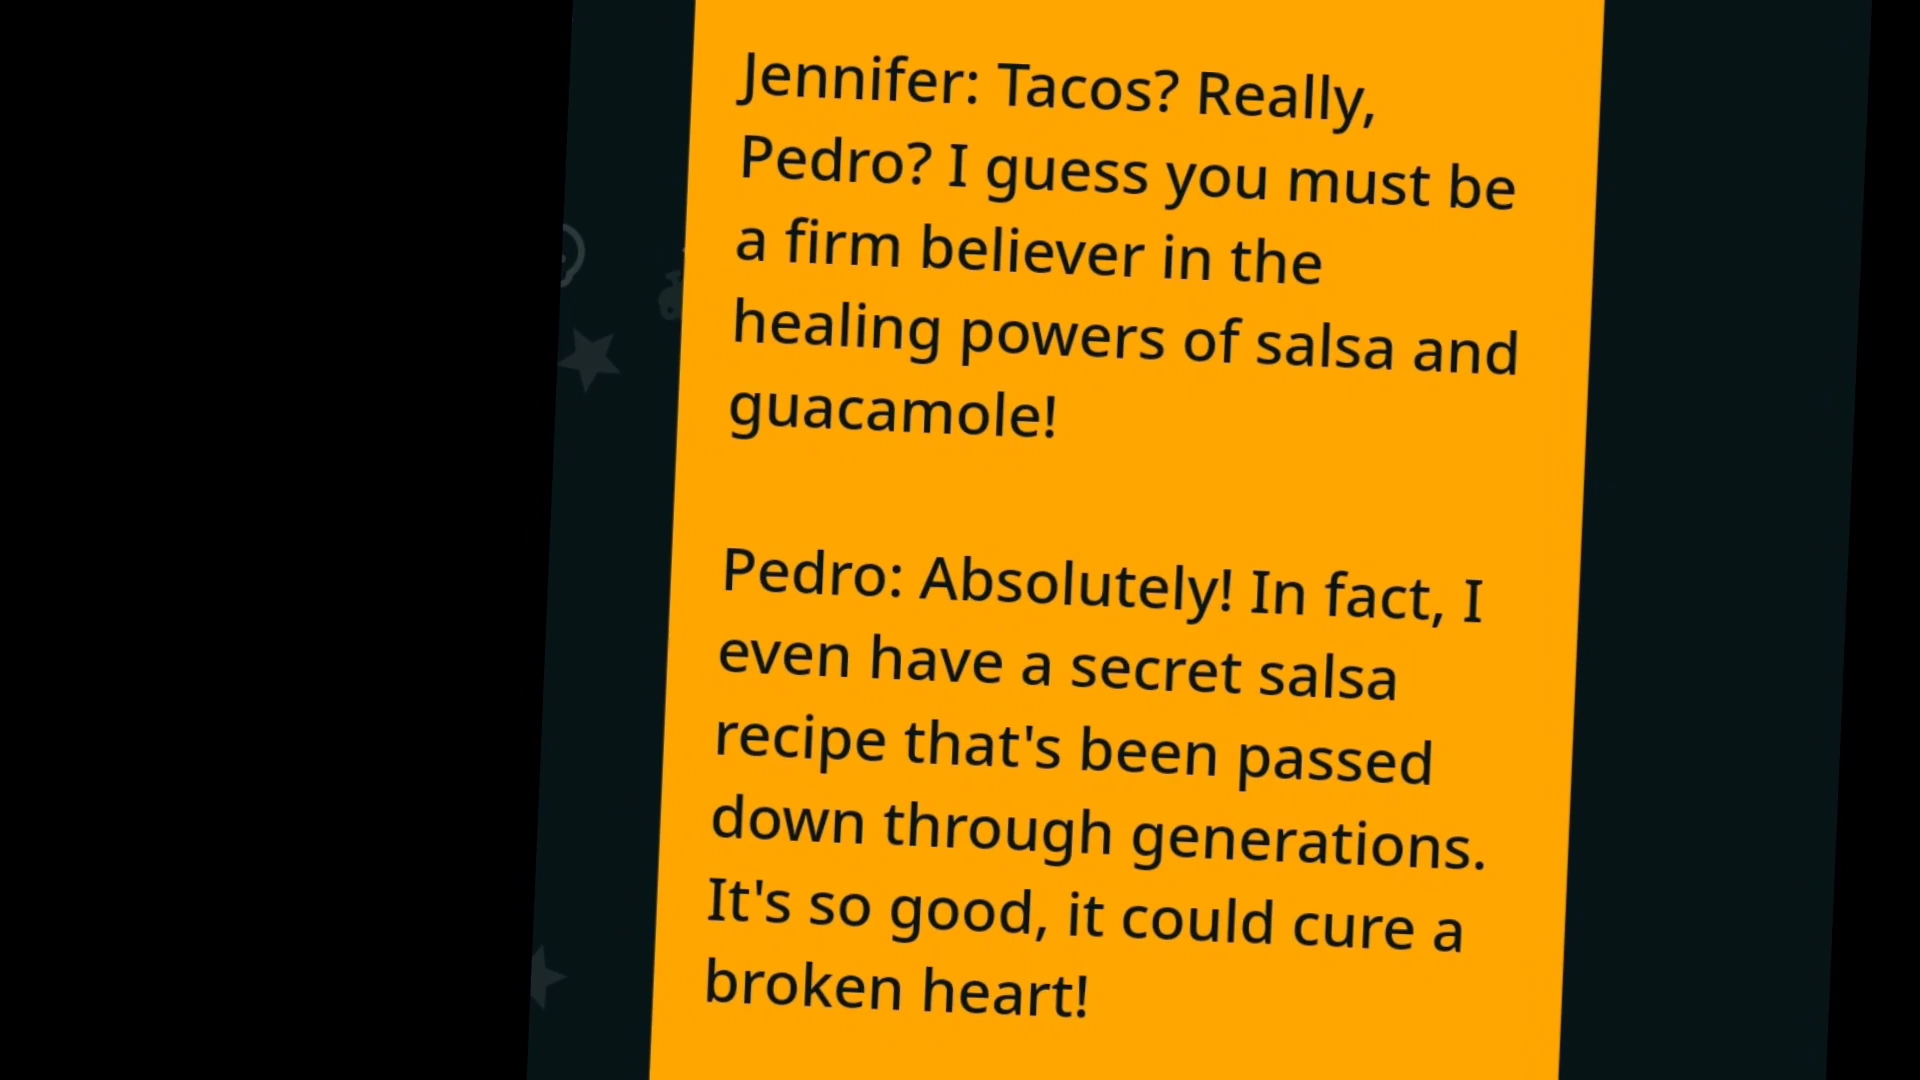 Jennifer: Tacos? Really,
Pedro? I guess you must be
a firm believer in the
healing powers of salsa and
guacamole!
Pedro: Absolutely! In fact, I
even have a secret salsa
recipe that's been passed
down through generations.
It's so good, it could cure a
broken heart!